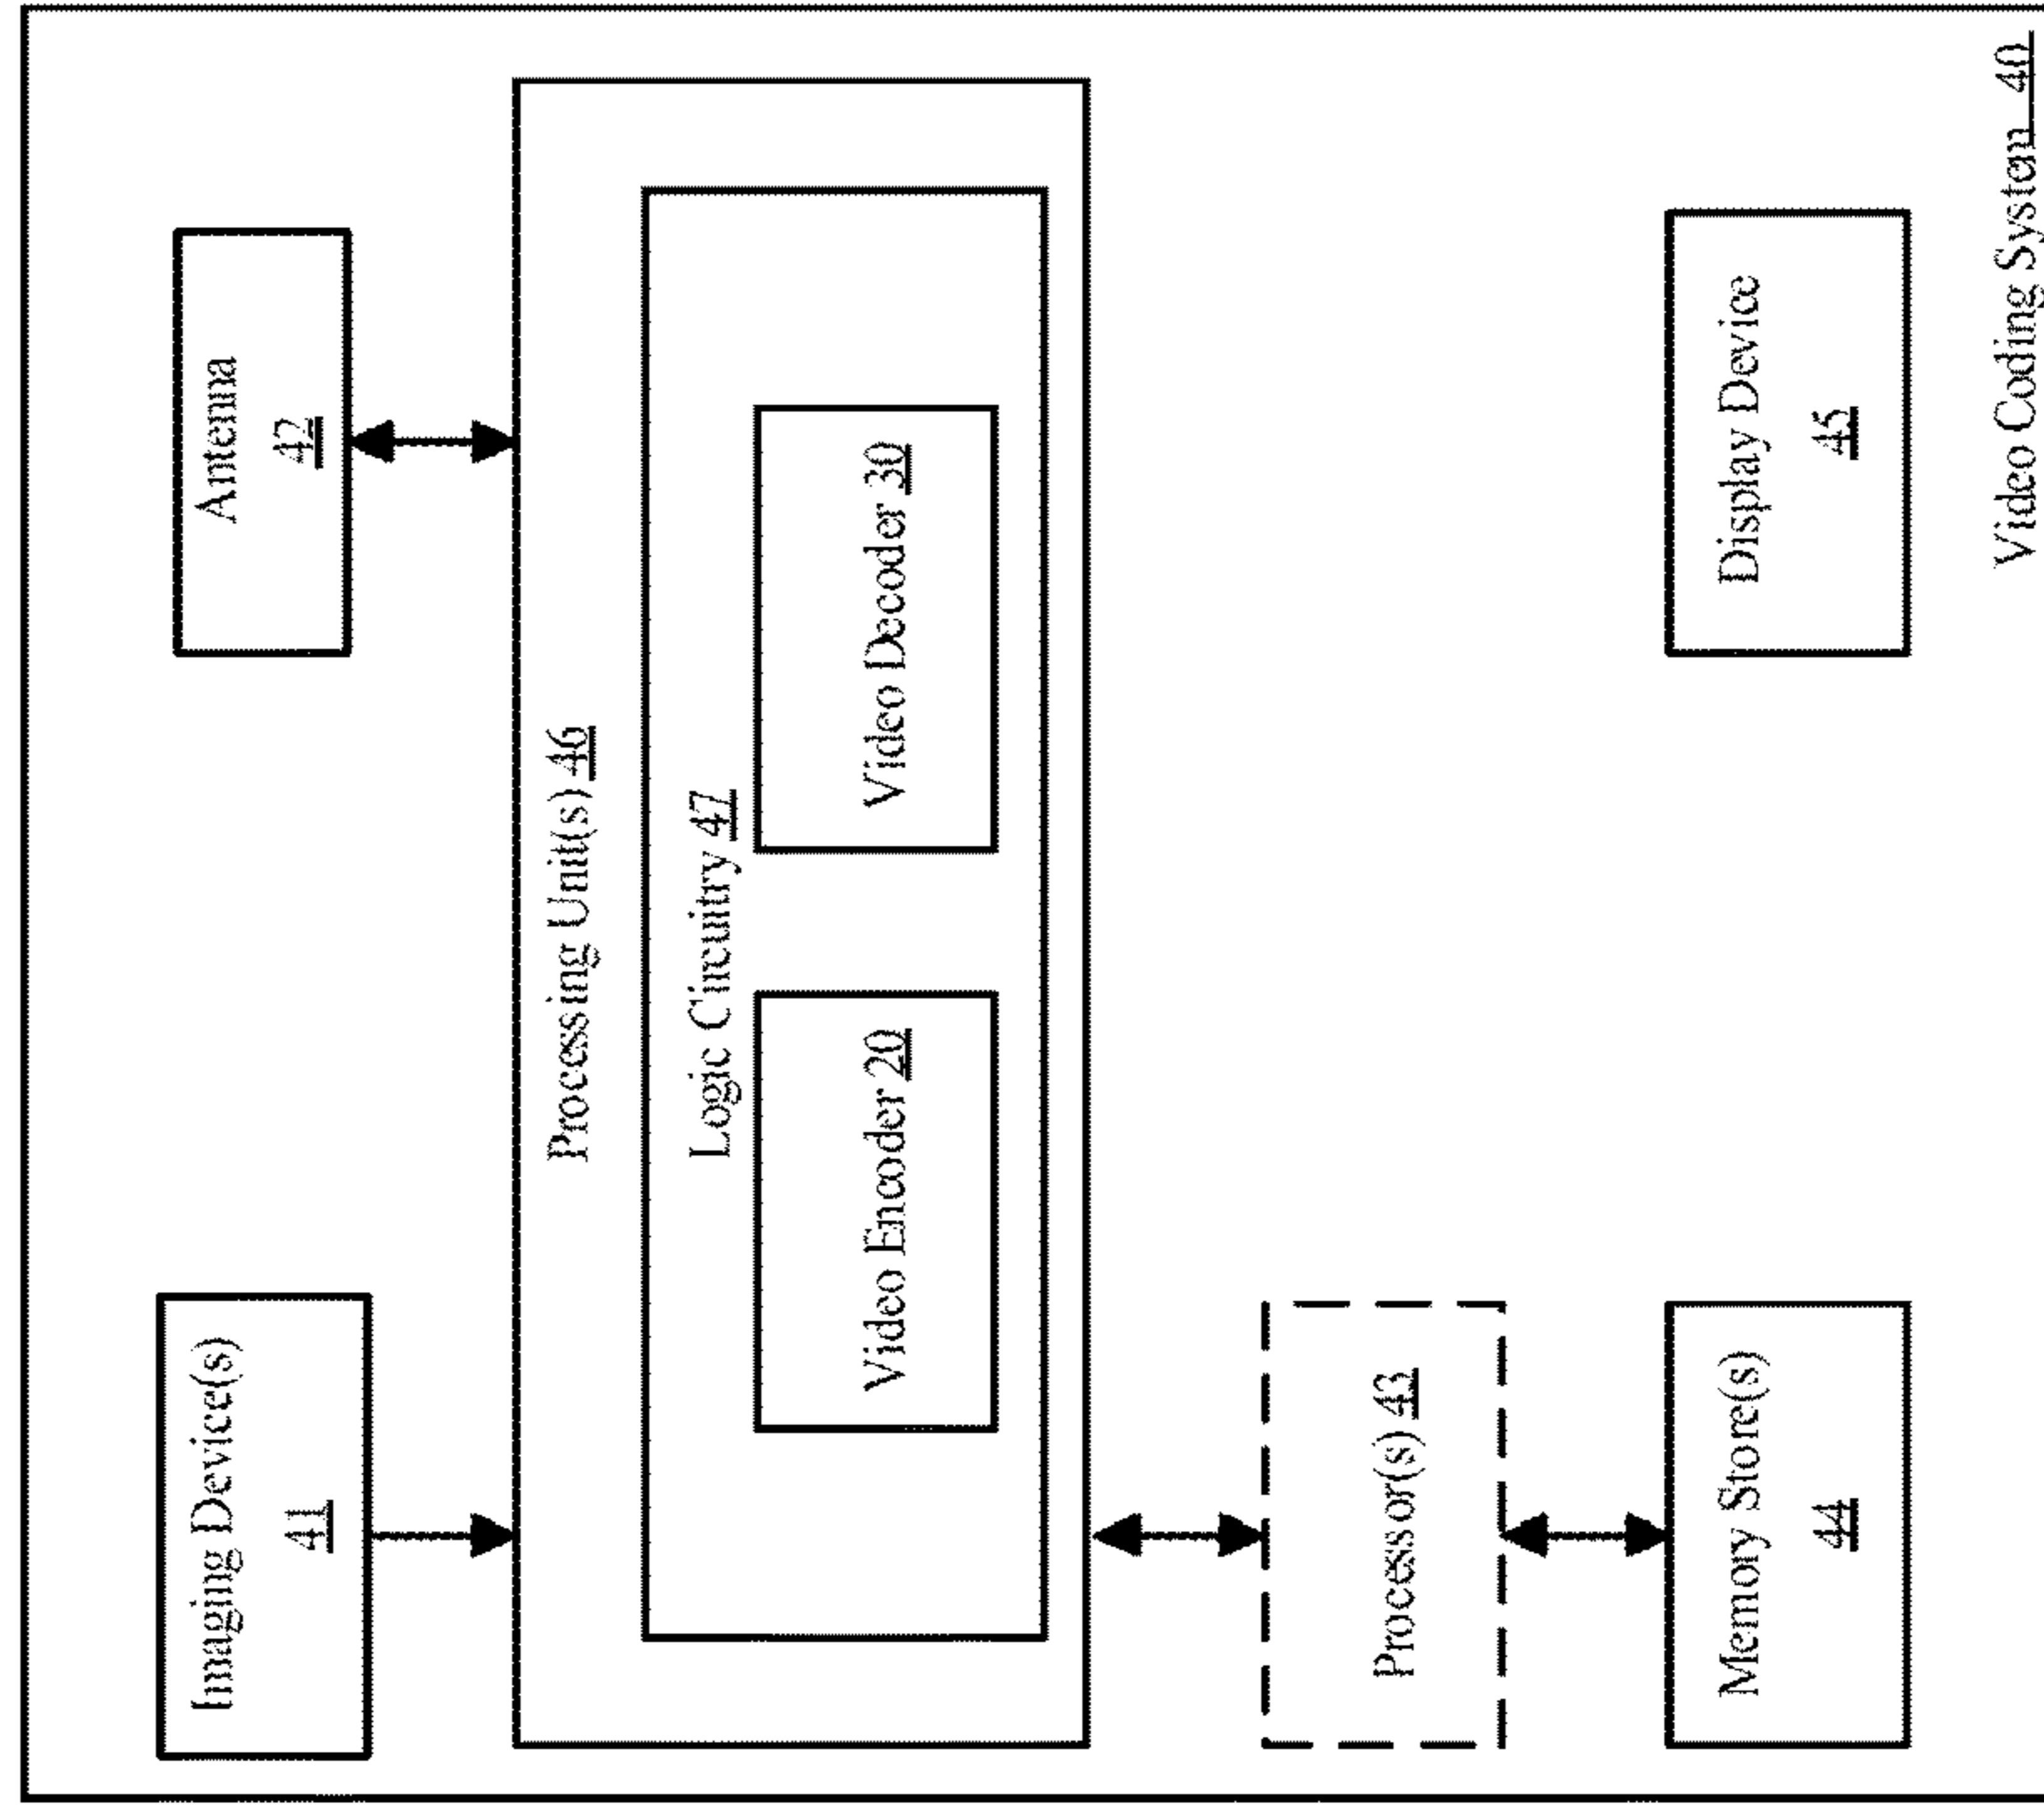 Imaging Device(s)
41
Antenna
42
Processing Unit(s) 46
Logic Circuitry 47
Video Encoder 20
Video Decoder 30
Processor(s) 43
Memory Store(s)
44
Display Device
45
Video Coding System 40